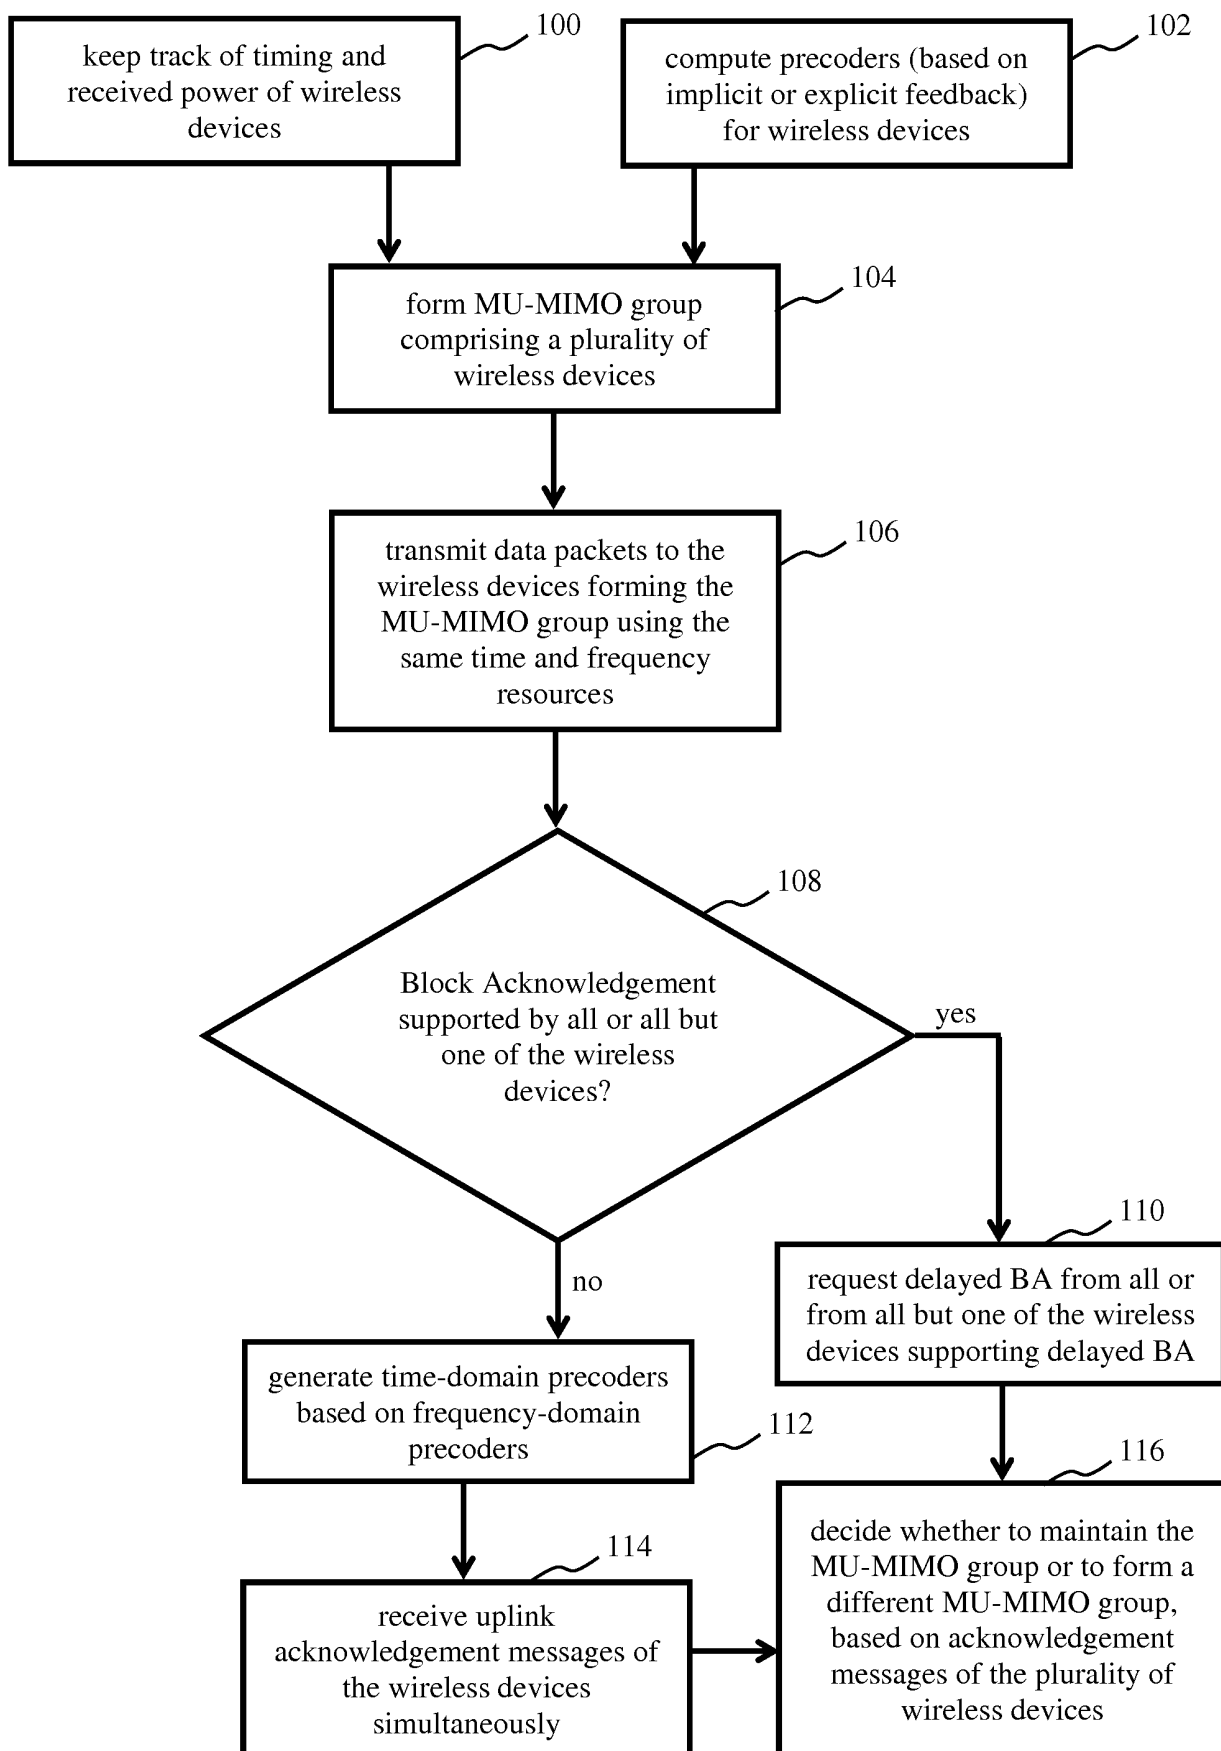 100
keep track of timing and
received power of wireless
devices
102
compute precoders (based on
implicit or explicit feedback)
for wireless devices
104
form MU-MIMO group
comprising a plurality of
wireless devices
106
transmit data packets to the
wireless devices forming the
MU-MIMO group using the
same time and frequency
resources
108
Block Acknowledgement
supported by all or all but
one of the wireless
devices?
yes
no
110
request delayed BA from all or
from all but one of the wireless
devices supporting delayed BA
generate time-domain precoders
based on frequency-domain
precoders
112
114
receive uplink
acknowledgement messages of
the wireless devices
simultaneously
116
decide whether to maintain the
MU-MIMO group or to form a
different MU-MIMO group,
based on acknowledgement
messages of the plurality of
wireless devices